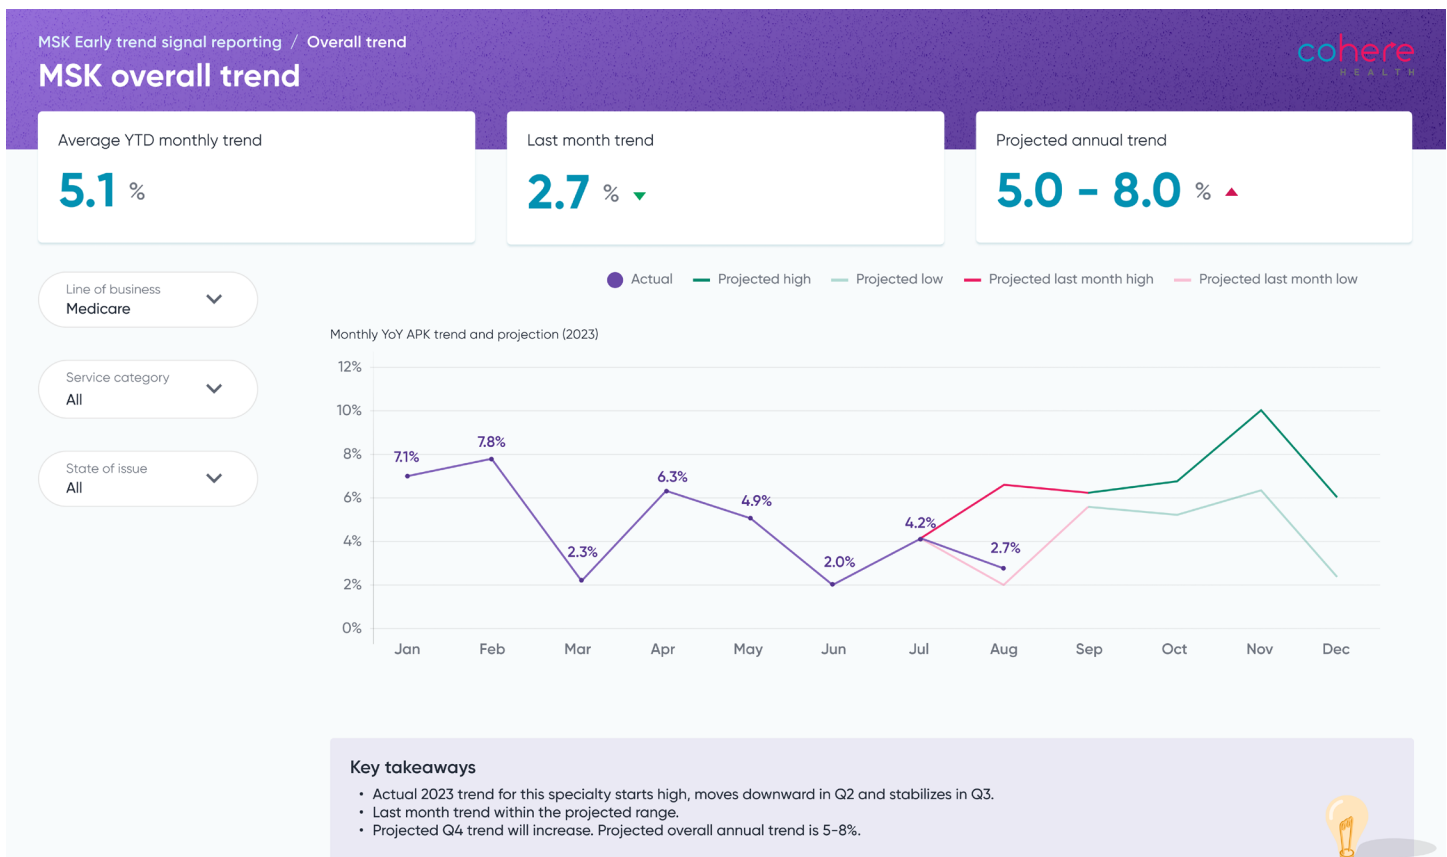 MSK Early trend signal reporting / Overall trend
MSK overall trend
cohere
HEALTH
Average YTD monthly trend
5.1 %
Last month trend
2.7 %
Projected annual trend
5.0 - 8.0 %
Line of business
Medicare
Service category
All
State of issue
All
Actual
Projected high
Projected low
Projected last month high
Projected last month low
Monthly YoY APK trend and projection (2023)
12%
10%
8%
6%
4%
2%
0%
7.1%
7.8%
2.3%
6.3%
4.9%
2.0%
4.2%
2.7%
Jan Feb Mar Apr May Jun Jul Aug Sep Oct Nov Dec
Key takeaways
• Actual 2023 trend for this specialty starts high, moves downward in Q2 and stabilizes in Q3.
• Last month trend within the projected range.
• Projected Q4 trend will increase. Projected overall annual trend is 5-8%.